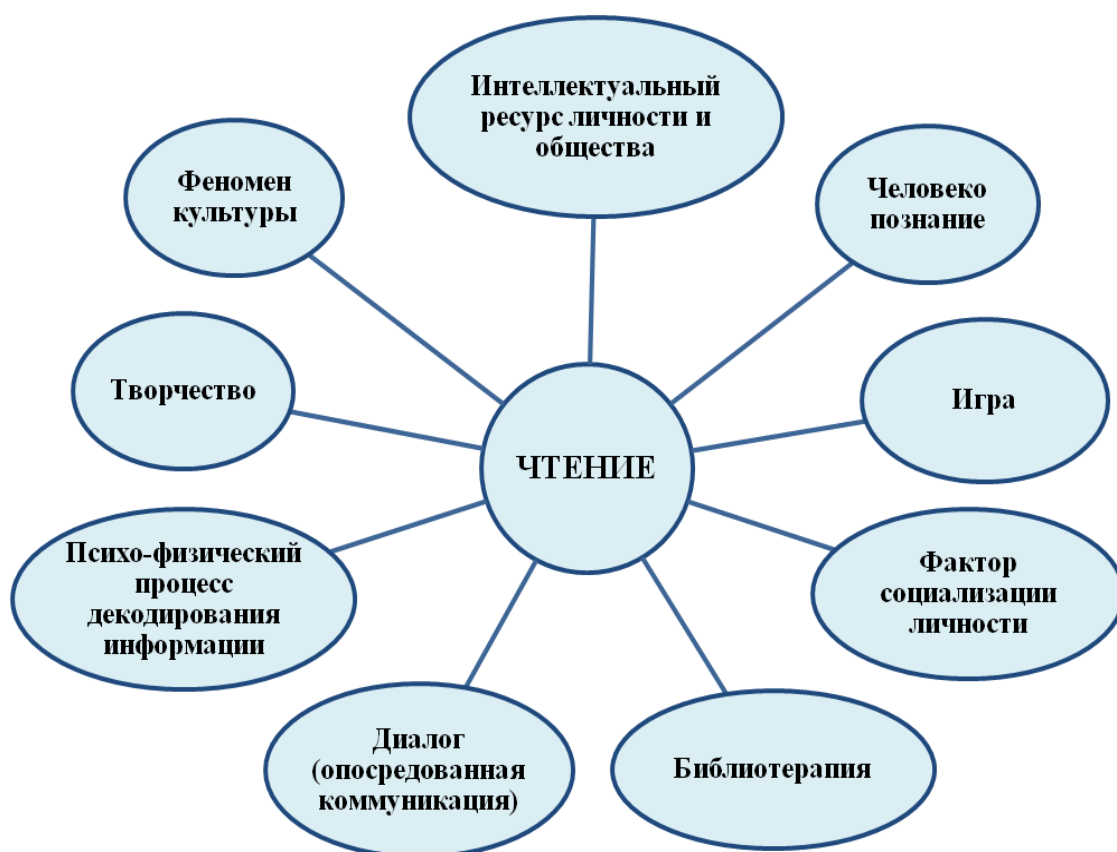 Интеллектуальный
ресурс личности и
общества
Феномен
культуры
Человеко
познание
Творчество
Игра
ЧТЕНИЕ
Психо-физический
процесс
декодирования
информации
Фактор
социализации
личности
Диалог
(опосредованная
коммуникация)
Библиотерапия